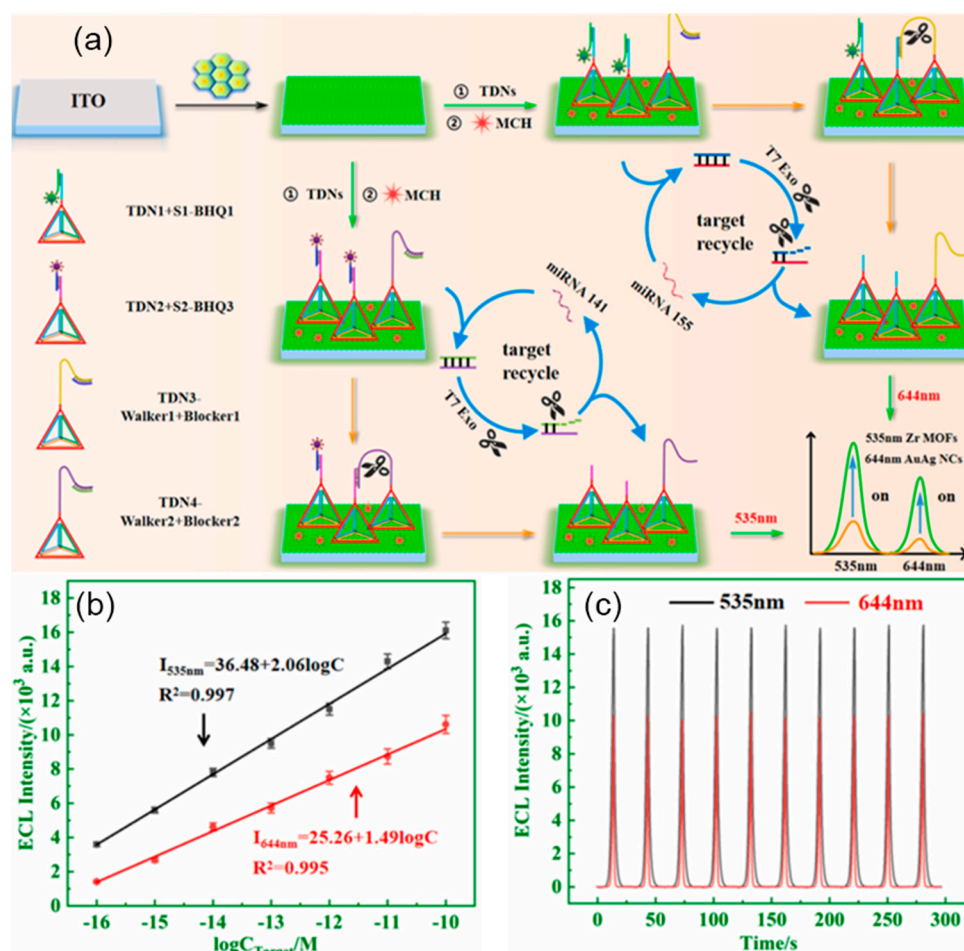 (a)
ITO
① TDNs
② MCH
① TDNs
② MCH
TDN1+S1-BHQ1
TDN2+S2-BHQ3
TDN3-
Walker1+Blocker1
TDN4-
Walker2+Blocker2
T7 Exo
target
recycle
miRNA 155
miRNA 141
target
recycle
T7 Exo
644nm
535nm Zr MOFs
644nm AuAg NCs
on
on
535nm
644nm
535nm
(b)
ECL Intensity/(×10³ a.u.)
18
16
14
12
10
8
6
4
2
0
I535nm=36.48+2.06logC
R²=0.997
I644nm=25.26+1.49logC
R²=0.995
-16
-15
-14
-13
-12
-11
-10
logCTarget/M
(c)
ECL Intensity/(×10³ a.u.)
18
16
14
12
10
8
6
4
2
0
535nm
644nm
0
50
100
150
200
250
300
Time/s